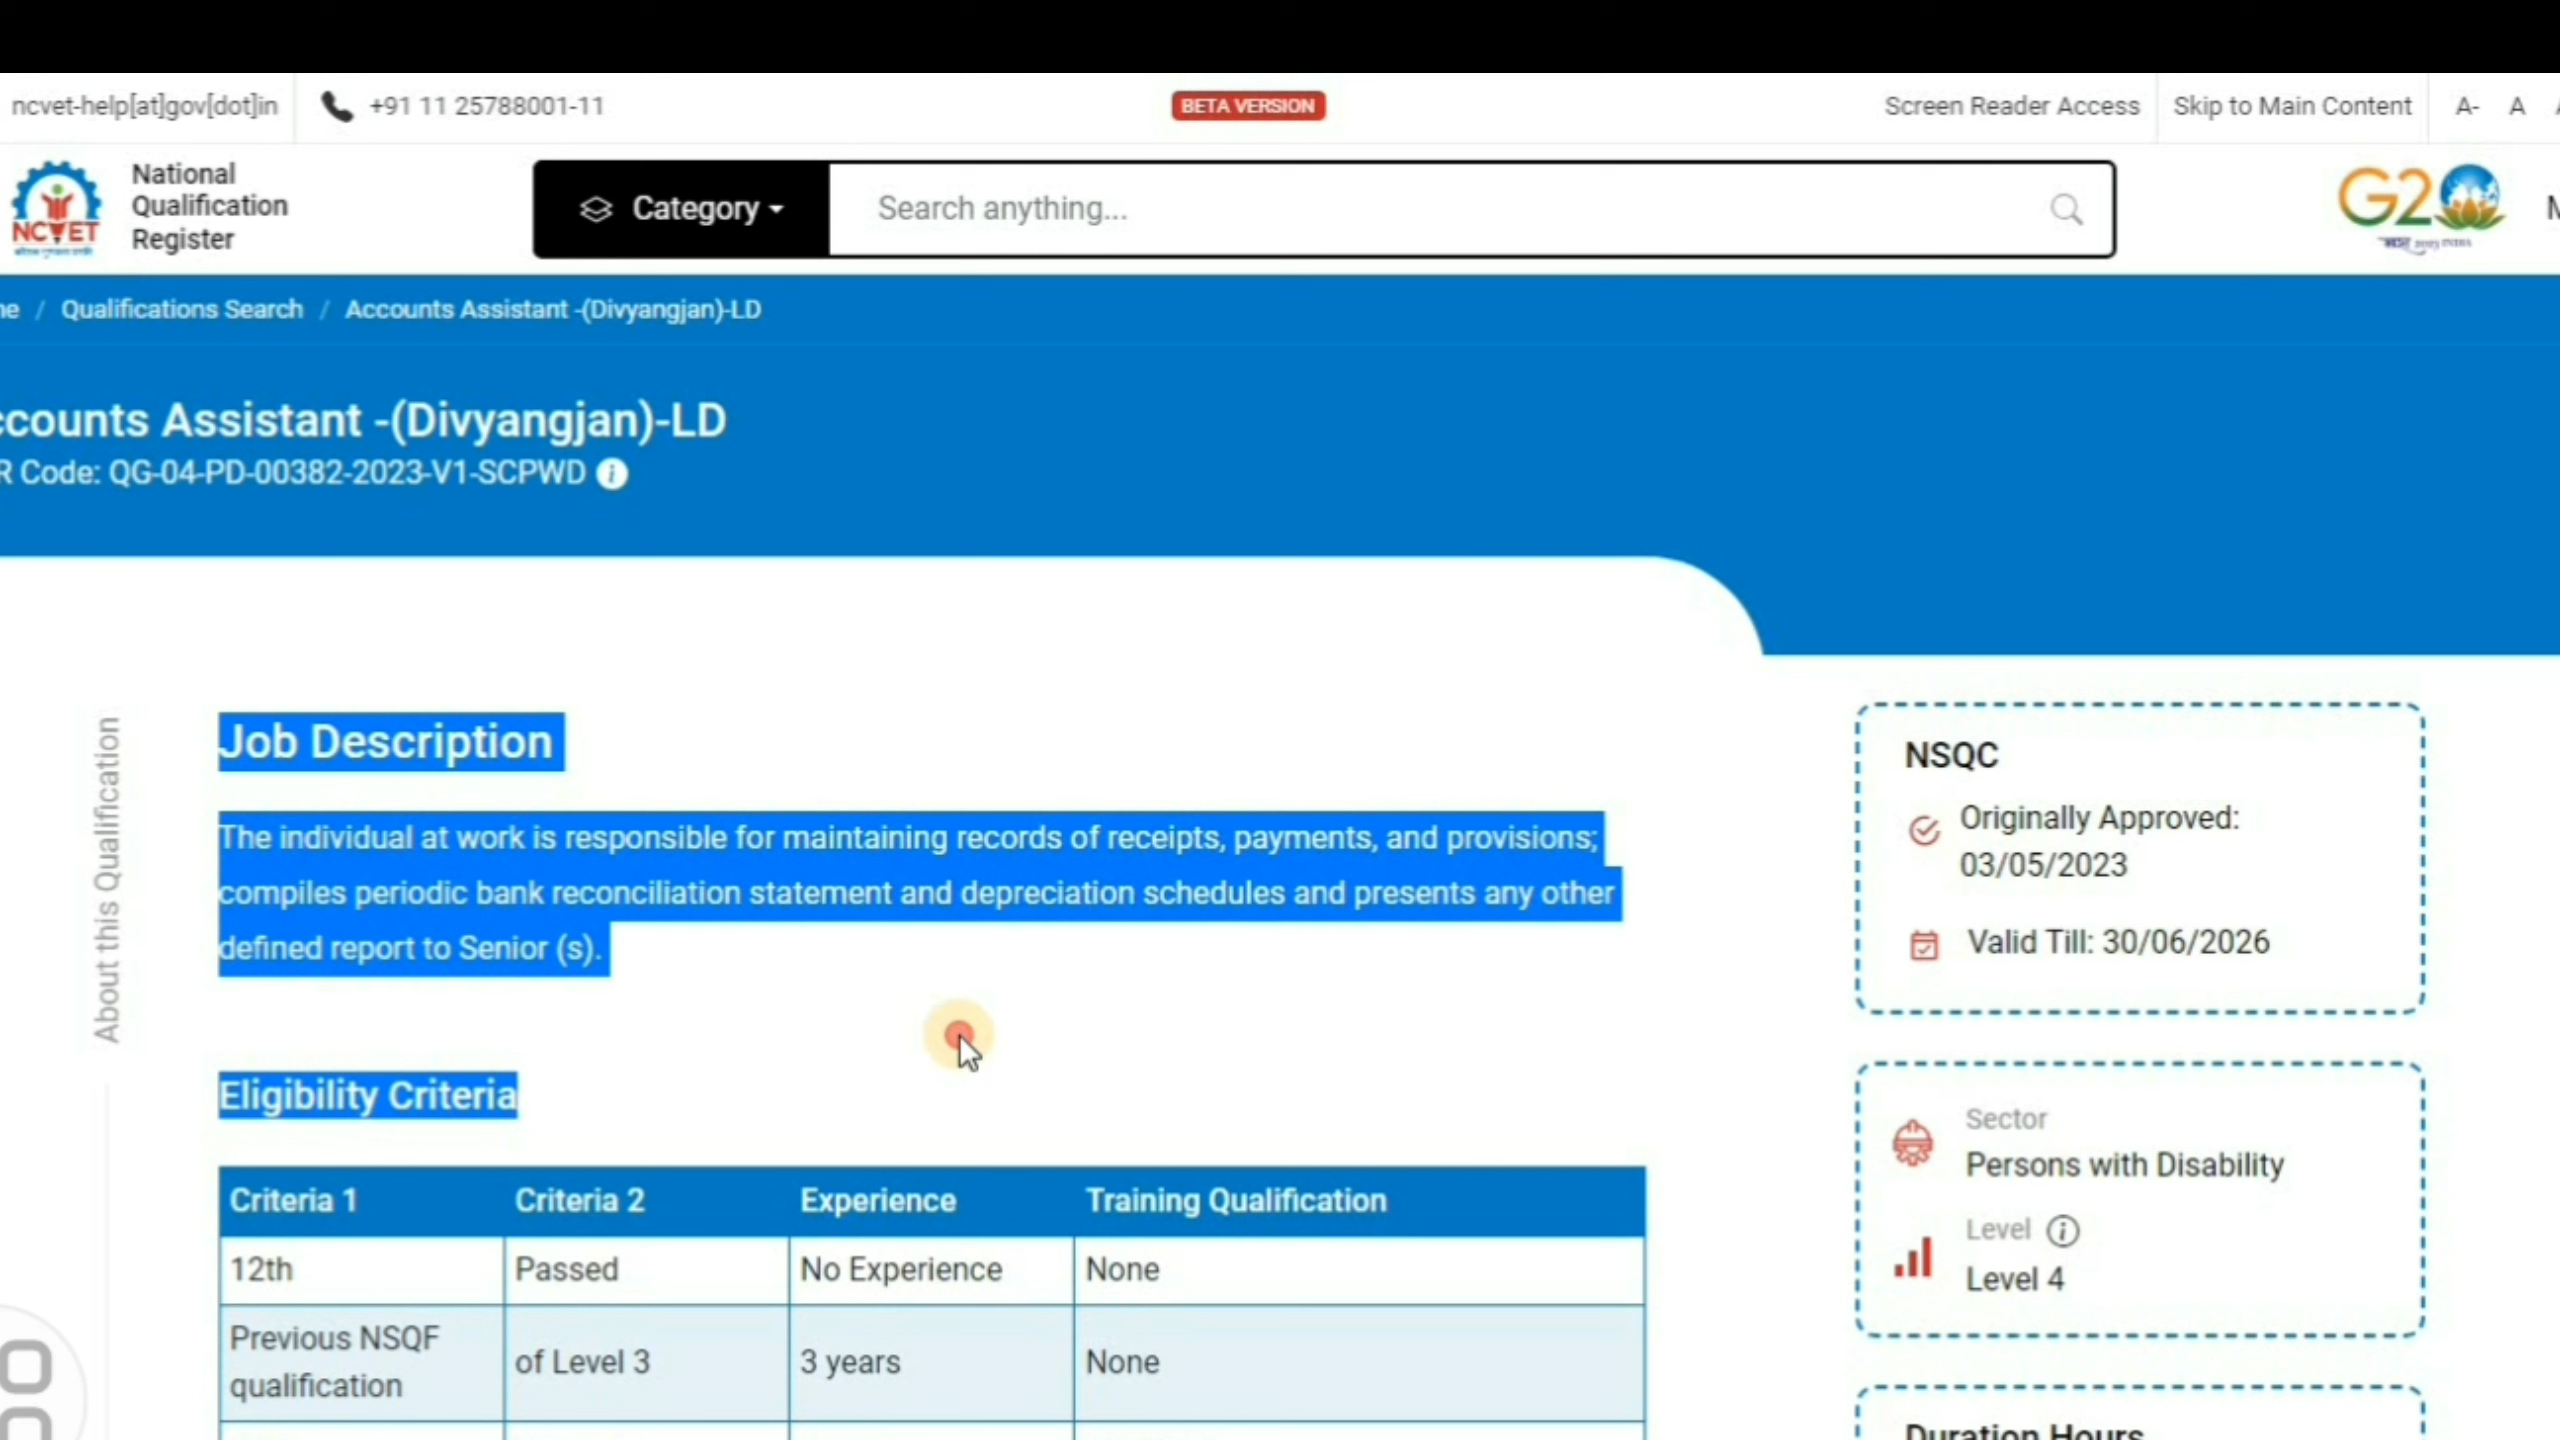 ncvet-help[at]gov[dot]in
+91 11 25788001-11
BETA VERSION
Screen Reader Access
Skip to Main Content
A-
A
NCVET
National
Qualification
Register
Category
Search anything...
G20
Qualifications Search / Accounts Assistant -(Divyangjan)-LD
ccounts Assistant -(Divyangjan)-LD
R Code: QG-04-PD-00382-2023-V1-SCPWD
About this Qualification
Job Description
The individual at work is responsible for maintaining records of receipts, payments, and provisions;
compiles periodic bank reconciliation statement and depreciation schedules and presents any other
defined report to Senior (s).
Eligibility Criteria
Criteria 1 Criteria 2 Experience Training Qualification
12th Passed No Experience None
Previous NSQF
qualification
of Level 3 3 years None
NSQC
Originally Approved:
03/05/2023
Valid Till: 30/06/2026
Sector
Persons with Disability
Level
Level 4
Duration Hours